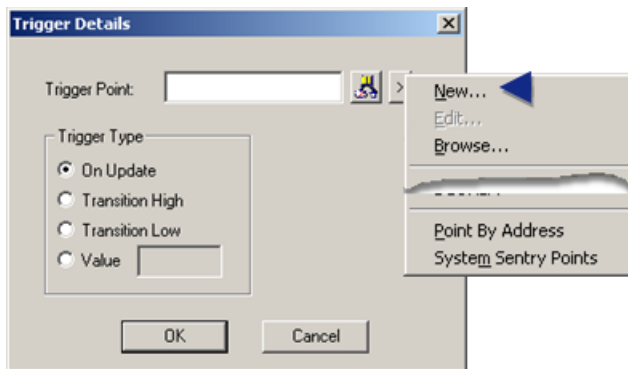 Trigger Details
Trigger Point:
>
New...
Edit...
Browse...
Trigger Type
On Update
Transition High
Transition Low
Value
Point By Address
System Sentry Points
OK
Cancel